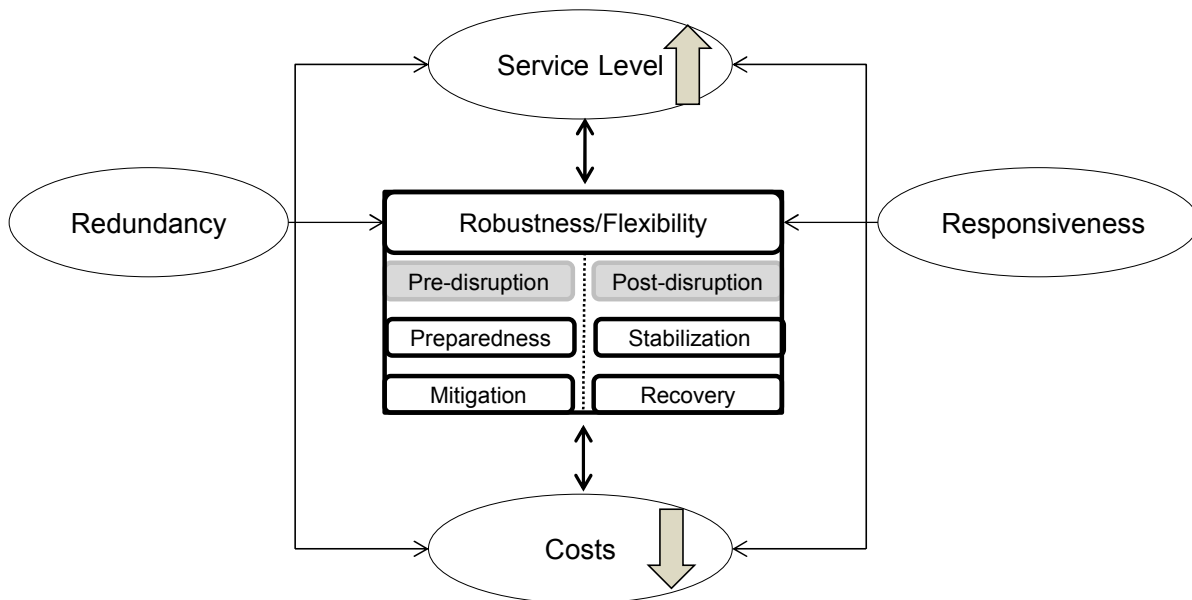 Service Level
Redundancy
Robustness/Flexibility
Responsiveness
Pre-disruption
Post-disruption
Preparedness
Stabilization
Mitigation
Recovery
Costs